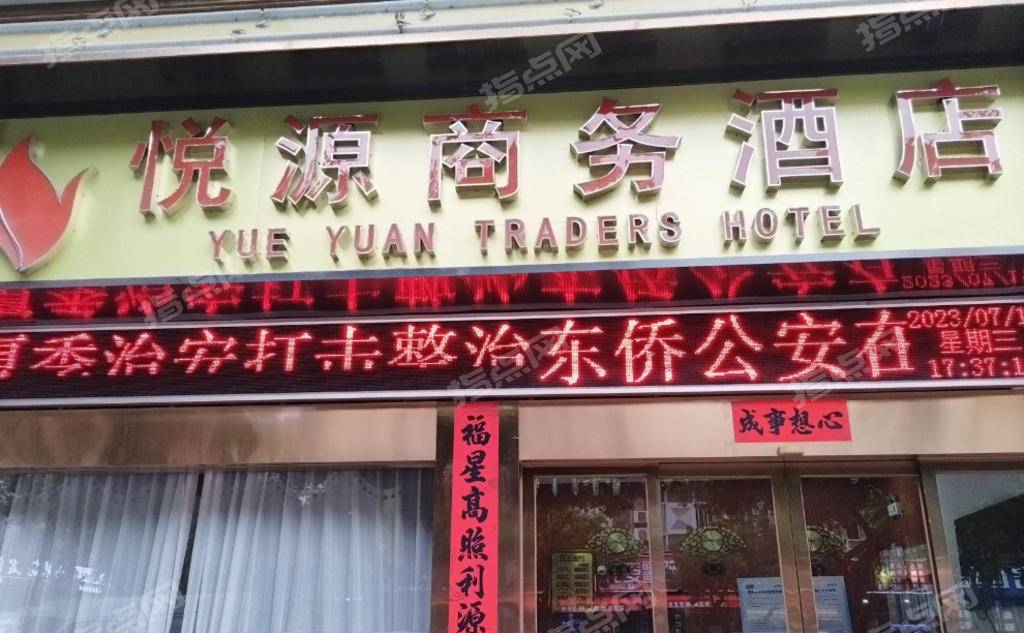 悦源商务酒店
YUE YUAN TRADERS HOTEL
夏季治安打击整治东侨公安在
2023/07/1
星期三
17:37:1
心想事成
福星高照利源
指点网